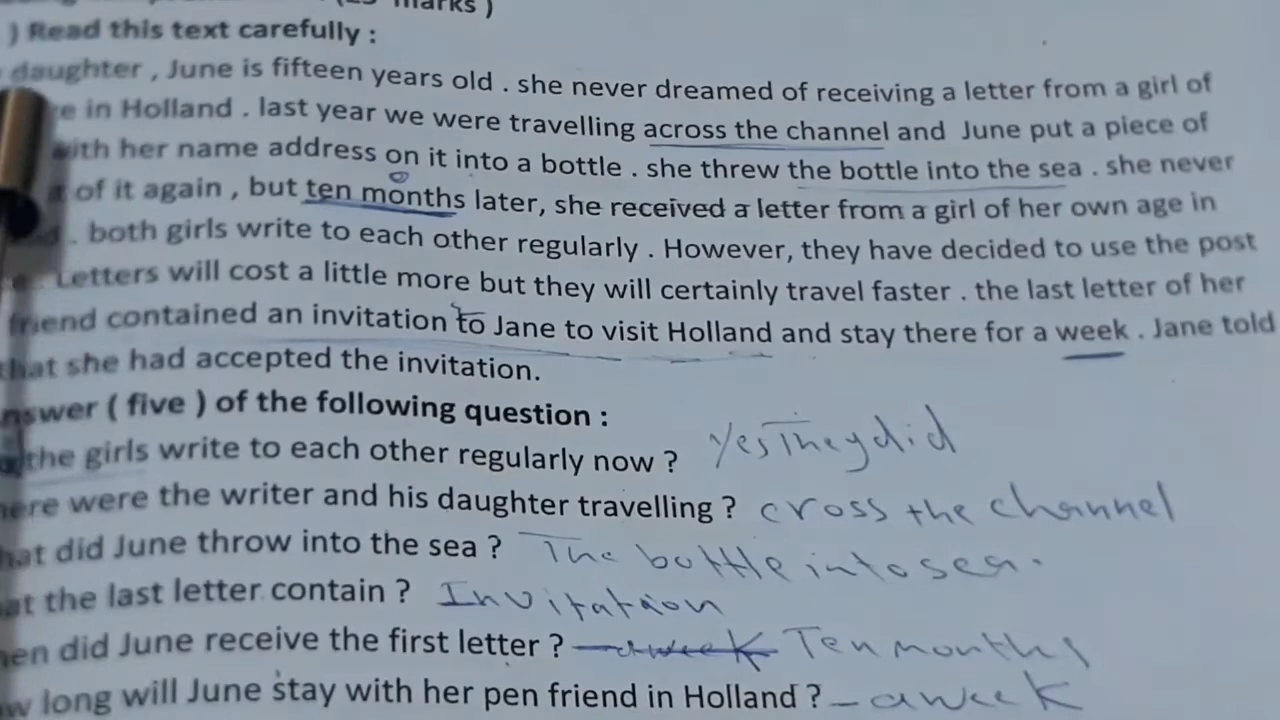 marks )
) Read this text carefully :
daughter , June is fifteen years old . she never dreamed of receiving a letter from a girl of
in Holland . last year we were travelling across the channel and June put a piece of
with her name address on it into a bottle . she threw the bottle into the sea . she never
of it again , but ten months later, she received a letter from a girl of her own age in
. both girls write to each other regularly . However, they have decided to use the post
. Letters will cost a little more but they will certainly travel faster . the last letter of her
friend contained an invitation to Jane to visit Holland and stay there for a week . Jane told
that she had accepted the invitation.
nswer ( five ) of the following question :
the girls write to each other regularly now ? Yes They did
here were the writer and his daughter travelling ? cross the channel
hat did June throw into the sea ? The bottle into sea.
at the last letter contain ? Invitataion
hen did June receive the first letter ? a week Ten months
w long will June stay with her pen friend in Holland ? a week